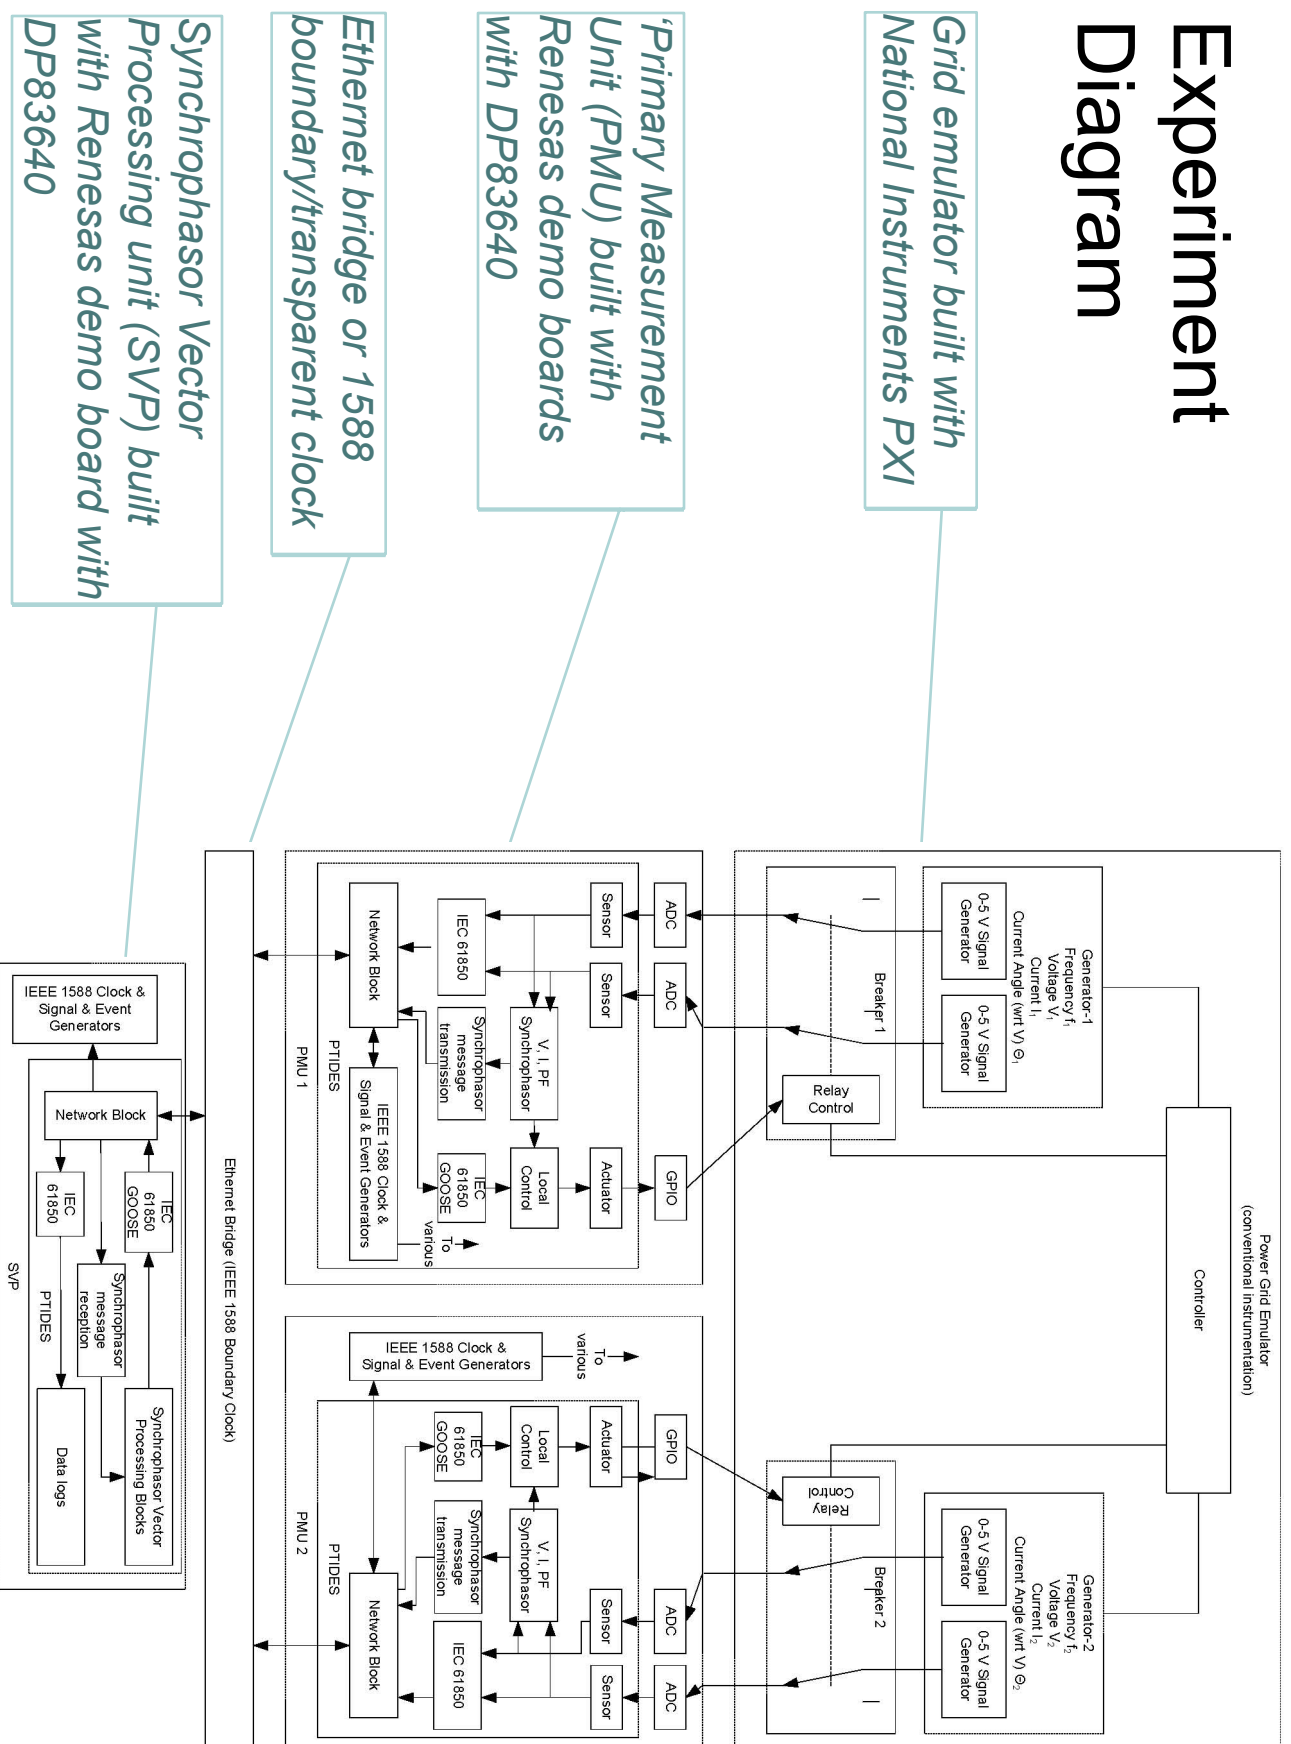 Experiment
Diagram
Grid emulator built with
National Instruments PXI
‘Primary Measurement
Unit (PMU) built with
Renesas demo boards
with DP83640
Ethernet bridge or 1588
boundary/transparent clock
Synchrophasor Vector
Processing unit (SVP) built
with Renesas demo board with
DP83640
Power Grid Emulator
(conventional instrumentation)
Controller
Generator-1
Frequency f₁
Voltage V₁
Current I₁
Current Angle (wrt V) Θ₁
0-5 V Signal
Generator
0-5 V Signal
Generator
Breaker 1
Relay
Control
Generator-2
Frequency f₂
Voltage V₂
Current I₂
Current Angle (wrt V) Θ₂
0-5 V Signal
Generator
0-5 V Signal
Generator
Breaker 2
Relay
Control
ADC
ADC
GPIO
Sensor
Sensor
Actuator
V, I, PF
Synchrophasor
Local
Control
IEC 61850
Synchrophasor
message
transmission
IEC
61850
GOOSE
To
various
Network Block
IEEE 1588 Clock &
Signal & Event Generators
PTIDES
PMU 1
GPIO
ADC
ADC
To
various
Actuator
Sensor
Sensor
Local
Control
V, I, PF
Synchrophasor
IEC
61850
GOOSE
Synchrophasor
message
transmission
IEC 61850
IEEE 1588 Clock &
Signal & Event Generators
Network Block
PTIDES
PMU 2
Ethernet Bridge (IEEE 1588 Boundary Clock)
IEEE 1588 Clock &
Signal & Event
Generators
Network Block
IEC
61850
GOOSE
Synchrophasor
message
reception
IEC
61850
Synchrophasor Vector
Processing Blocks
Data logs
PTIDES
SVP